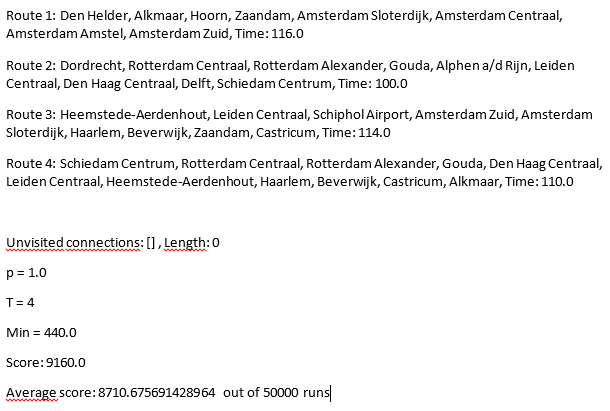 Route 1: Den Helder, Alkmaar, Hoorn, Zaandam, Amsterdam Sloterdijk, Amsterdam Centraal,
Amsterdam Amstel, Amsterdam Zuid, Time: 116.0
Route 2: Dordrecht, Rotterdam Centraal, Rotterdam Alexander, Gouda, Alphen a/d Rijn, Leiden
Centraal, Den Haag Centraal, Delft, Schiedam Centrum, Time: 100.0
Route 3: Heemstede-Aerdenhout, Leiden Centraal, Schiphol Airport, Amsterdam Zuid, Amsterdam
Sloterdijk, Haarlem, Beverwijk, Zaandam, Castricum, Time: 114.0
Route 4: Schiedam Centrum, Rotterdam Centraal, Rotterdam Alexander, Gouda, Den Haag Centraal,
Leiden Centraal, Heemstede-Aerdenhout, Haarlem, Beverwijk, Castricum, Alkmaar, Time: 110.0
Unvisited connections: [] , Length: 0
p = 1.0
T = 4
Min = 440.0
Score: 9160.0
Average score: 8710.675691428964 out of 50000 runs